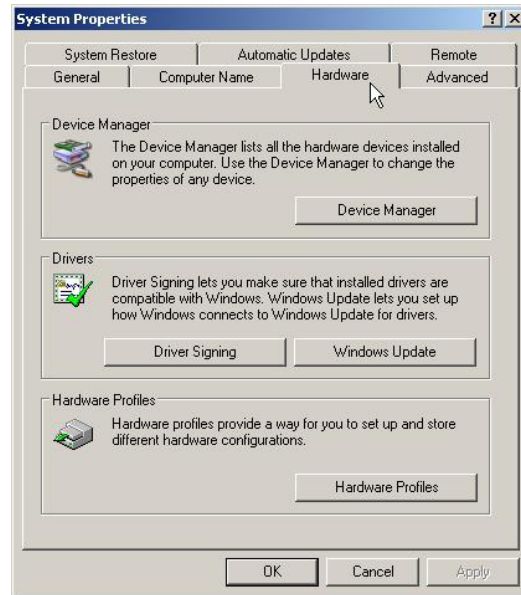 System Properties
System Restore Automatic Updates Remote
General Computer Name Hardware Advanced
Device Manager
The Device Manager lists all the hardware devices installed
on your computer. Use the Device Manager to change the
properties of any device.
Device Manager
Drivers
Driver Signing lets you make sure that installed drivers are
compatible with Windows. Windows Update lets you set up
how Windows connects to Windows Update for drivers.
Driver Signing Windows Update
Hardware Profiles
Hardware profiles provide a way for you to set up and store
different hardware configurations.
Hardware Profiles
OK Cancel Apply